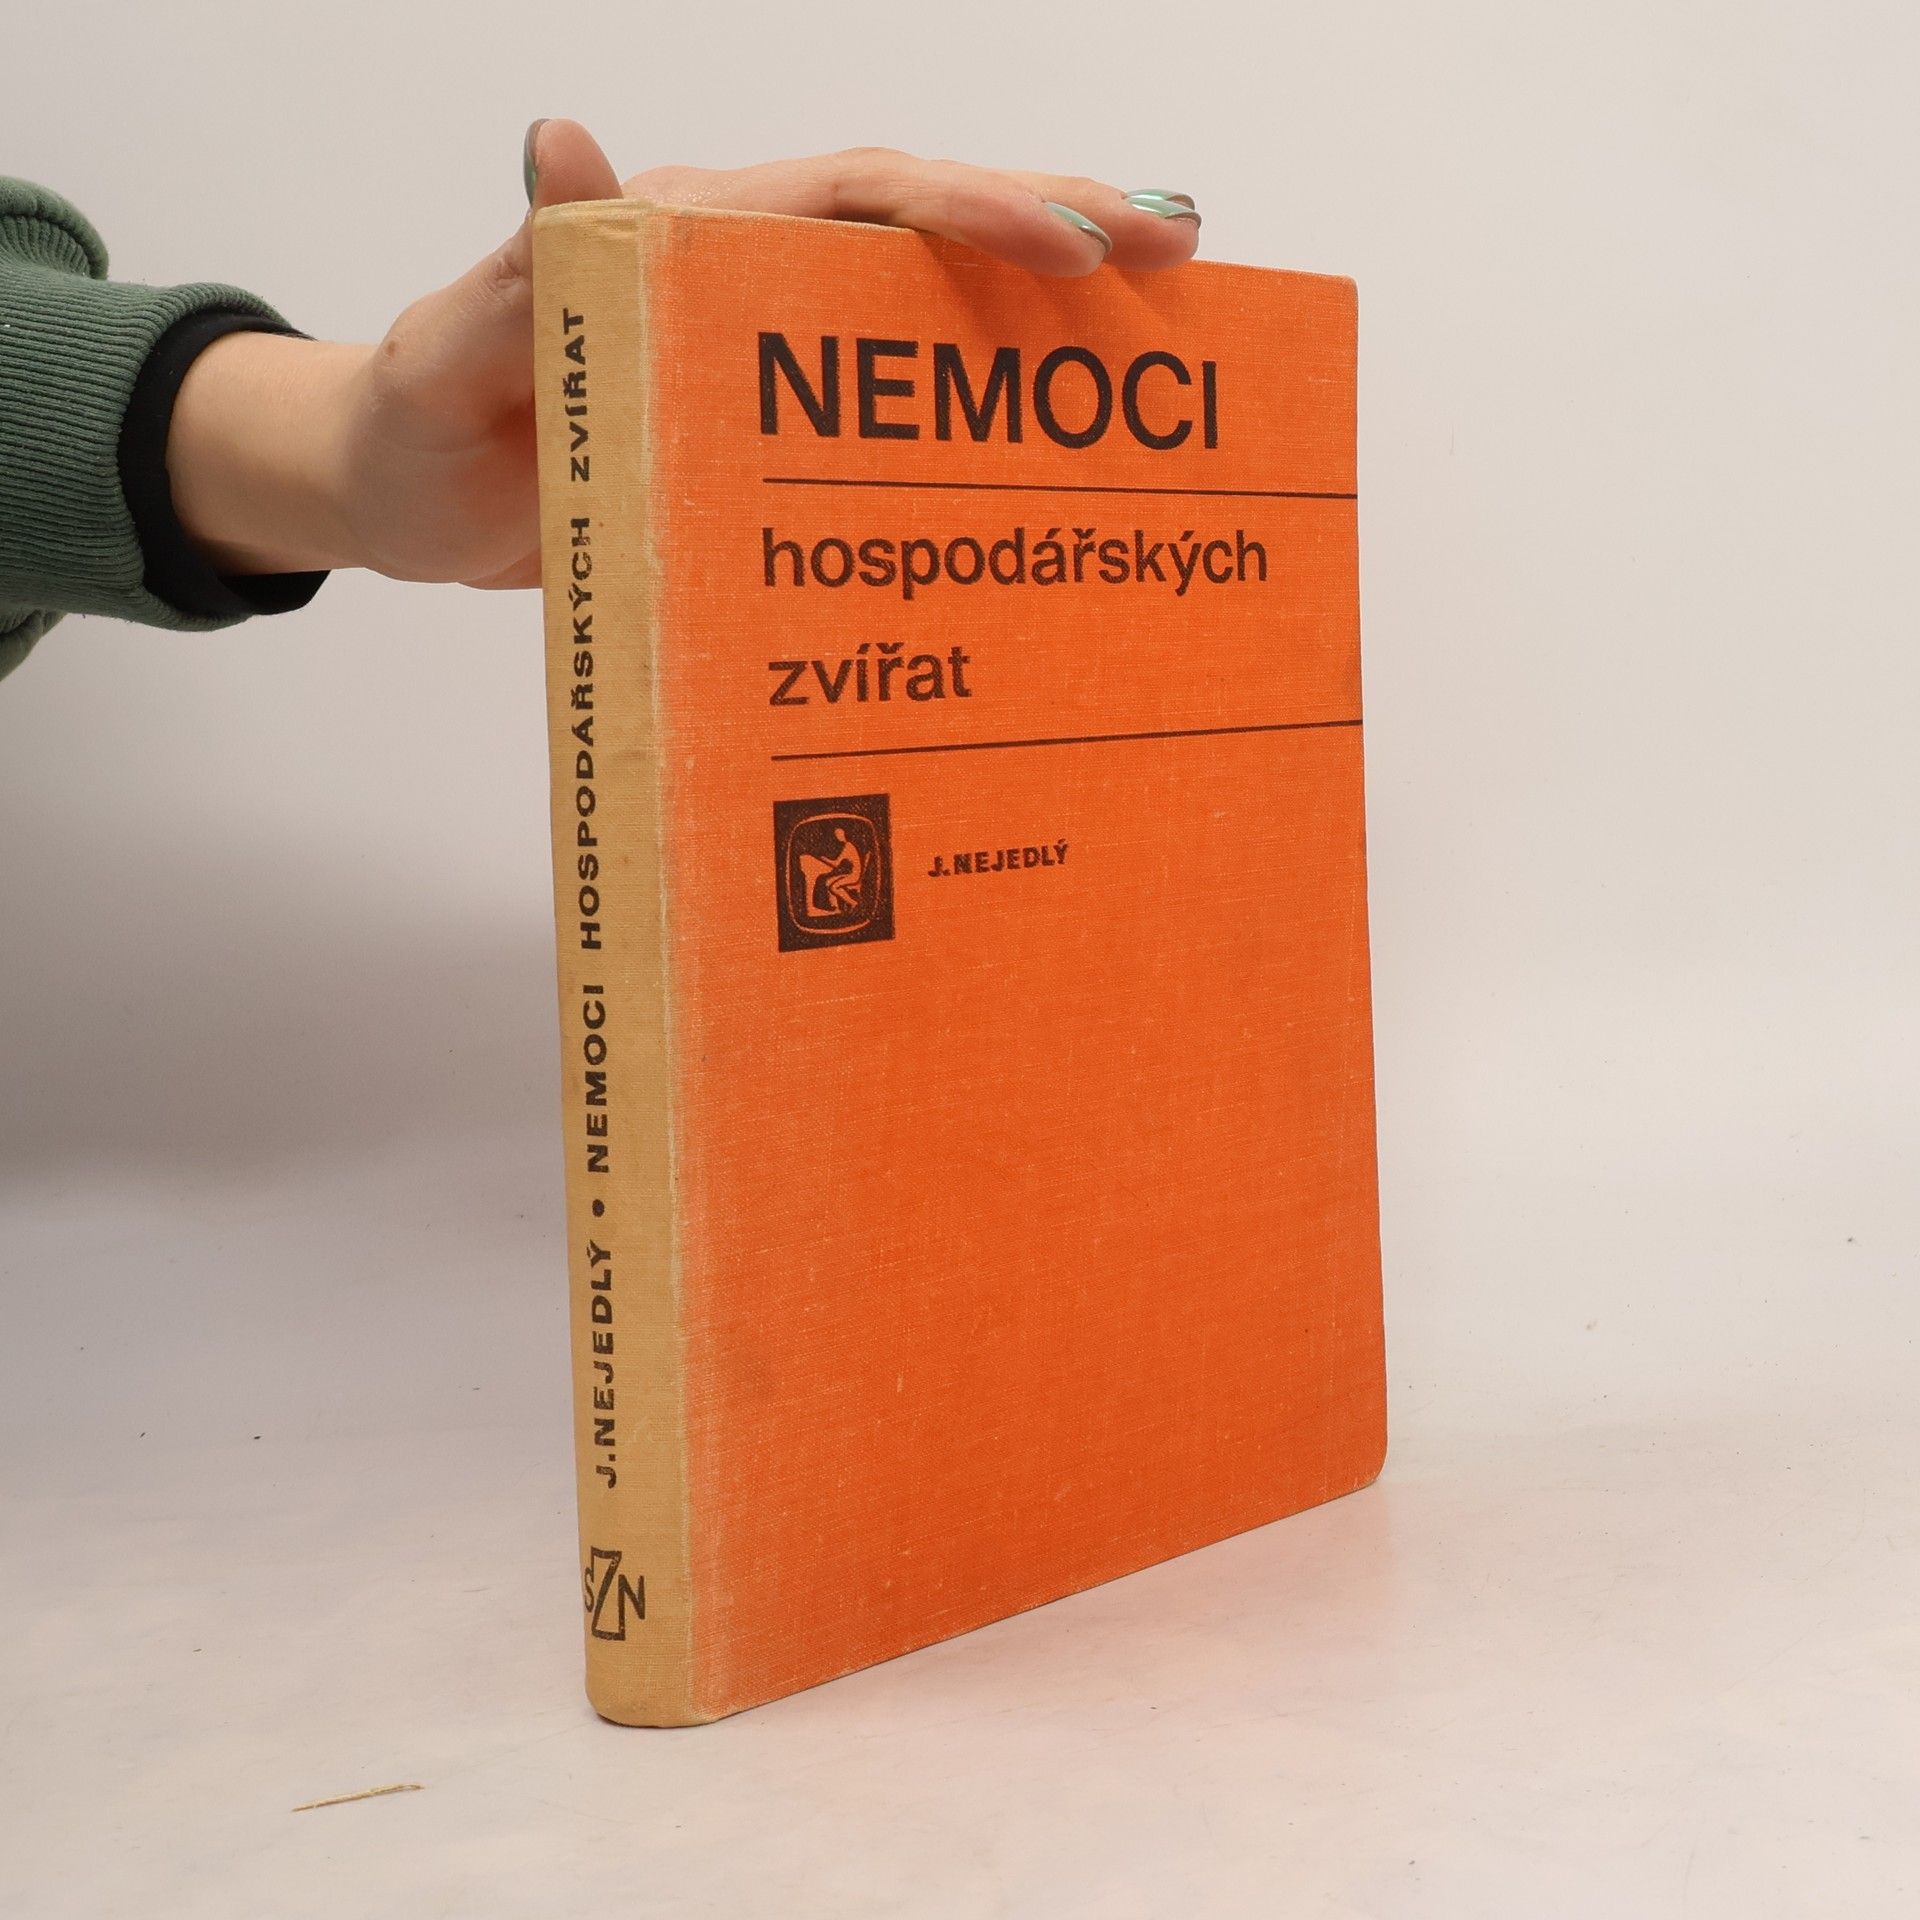 NEMOCI
hospodářských
zvířat
J.NEJEDLÝ
J.NEJEDLÝ • NEMOCI HOSPODÁŘSKÝCH ZVÍŘAT
SZN